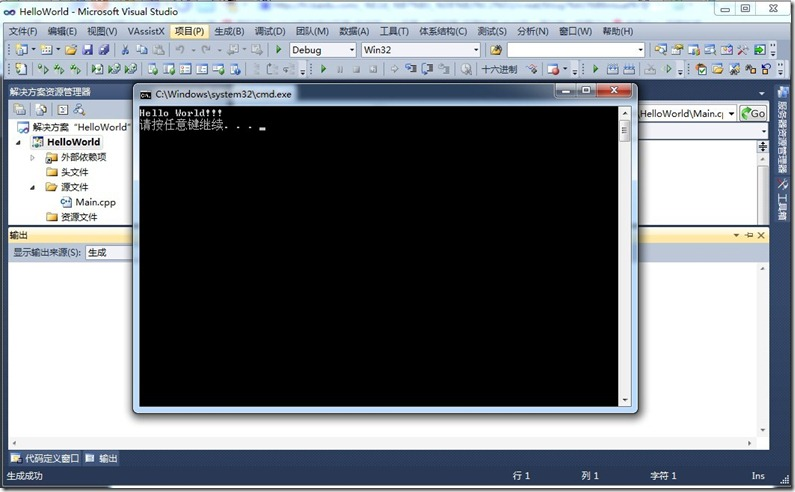 HelloWorld - Microsoft Visual Studio
文件(F) 编辑(E) 视图(V) VAssistX 项目(P) 生成(B) 调试(D) 团队(M) 数据(A) 工具(T) 体系结构(C) 测试(S) 分析(N) 窗口(W) 帮助(H)
Debug Win32
十六进制
解决方案资源管理器
C:\Windows\system32\cmd.exe
Hello World!!!
请按任意键继续. . .
解决方案 "HelloWorld"
HelloWorld
外部依赖项
头文件
源文件
Main.cpp
资源文件
\HelloWorld\Main.cp
Go
服务器资源管理器
工具箱
输出
显示输出来源(S): 生成
代码定义窗口 输出
生成成功 行 1 列 1 字符 1 Ins